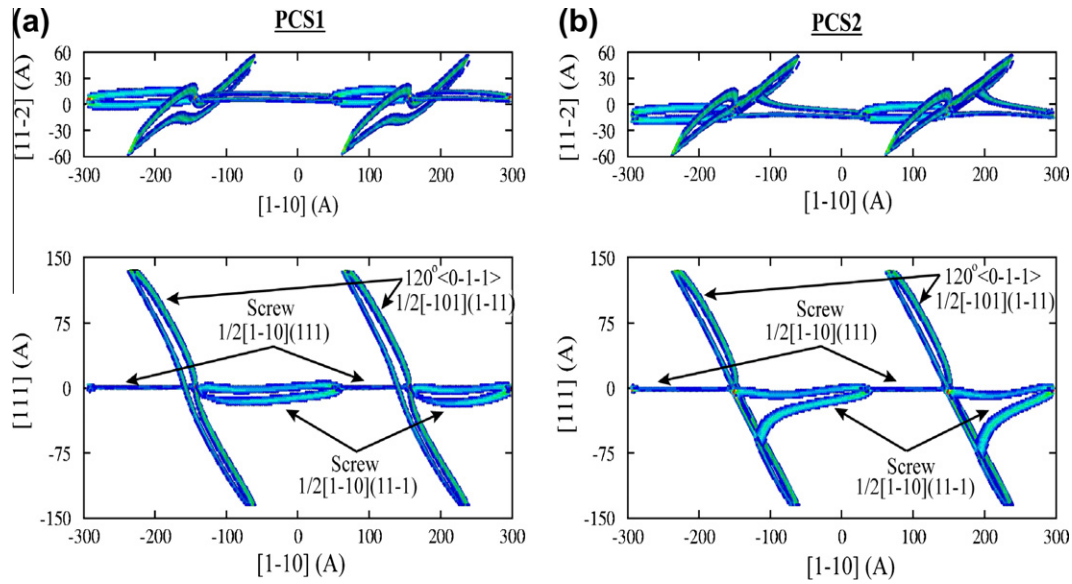 (a) PCS1
60
30
0
-30
-60
[11-2] (A)
-300 -200 -100 0 100 200 300
[1-10] (A)
150
75
0
-75
-150
[111] (A)
120°<0-1-1>
1/2[-101](1-11)
Screw
1/2[1-10](111)
Screw
1/2[1-10](11-1)
-300 -200 -100 0 100 200 300
[1-10] (A)
(b) PCS2
60
30
0
-30
-60
[11-2] (A)
-300 -200 -100 0 100 200 300
[1-10] (A)
150
75
0
-75
-150
[111] (A)
120°<0-1-1>
1/2[-101](1-11)
Screw
1/2[1-10](111)
Screw
1/2[1-10](11-1)
-300 -200 -100 0 100 200 300
[1-10] (A)